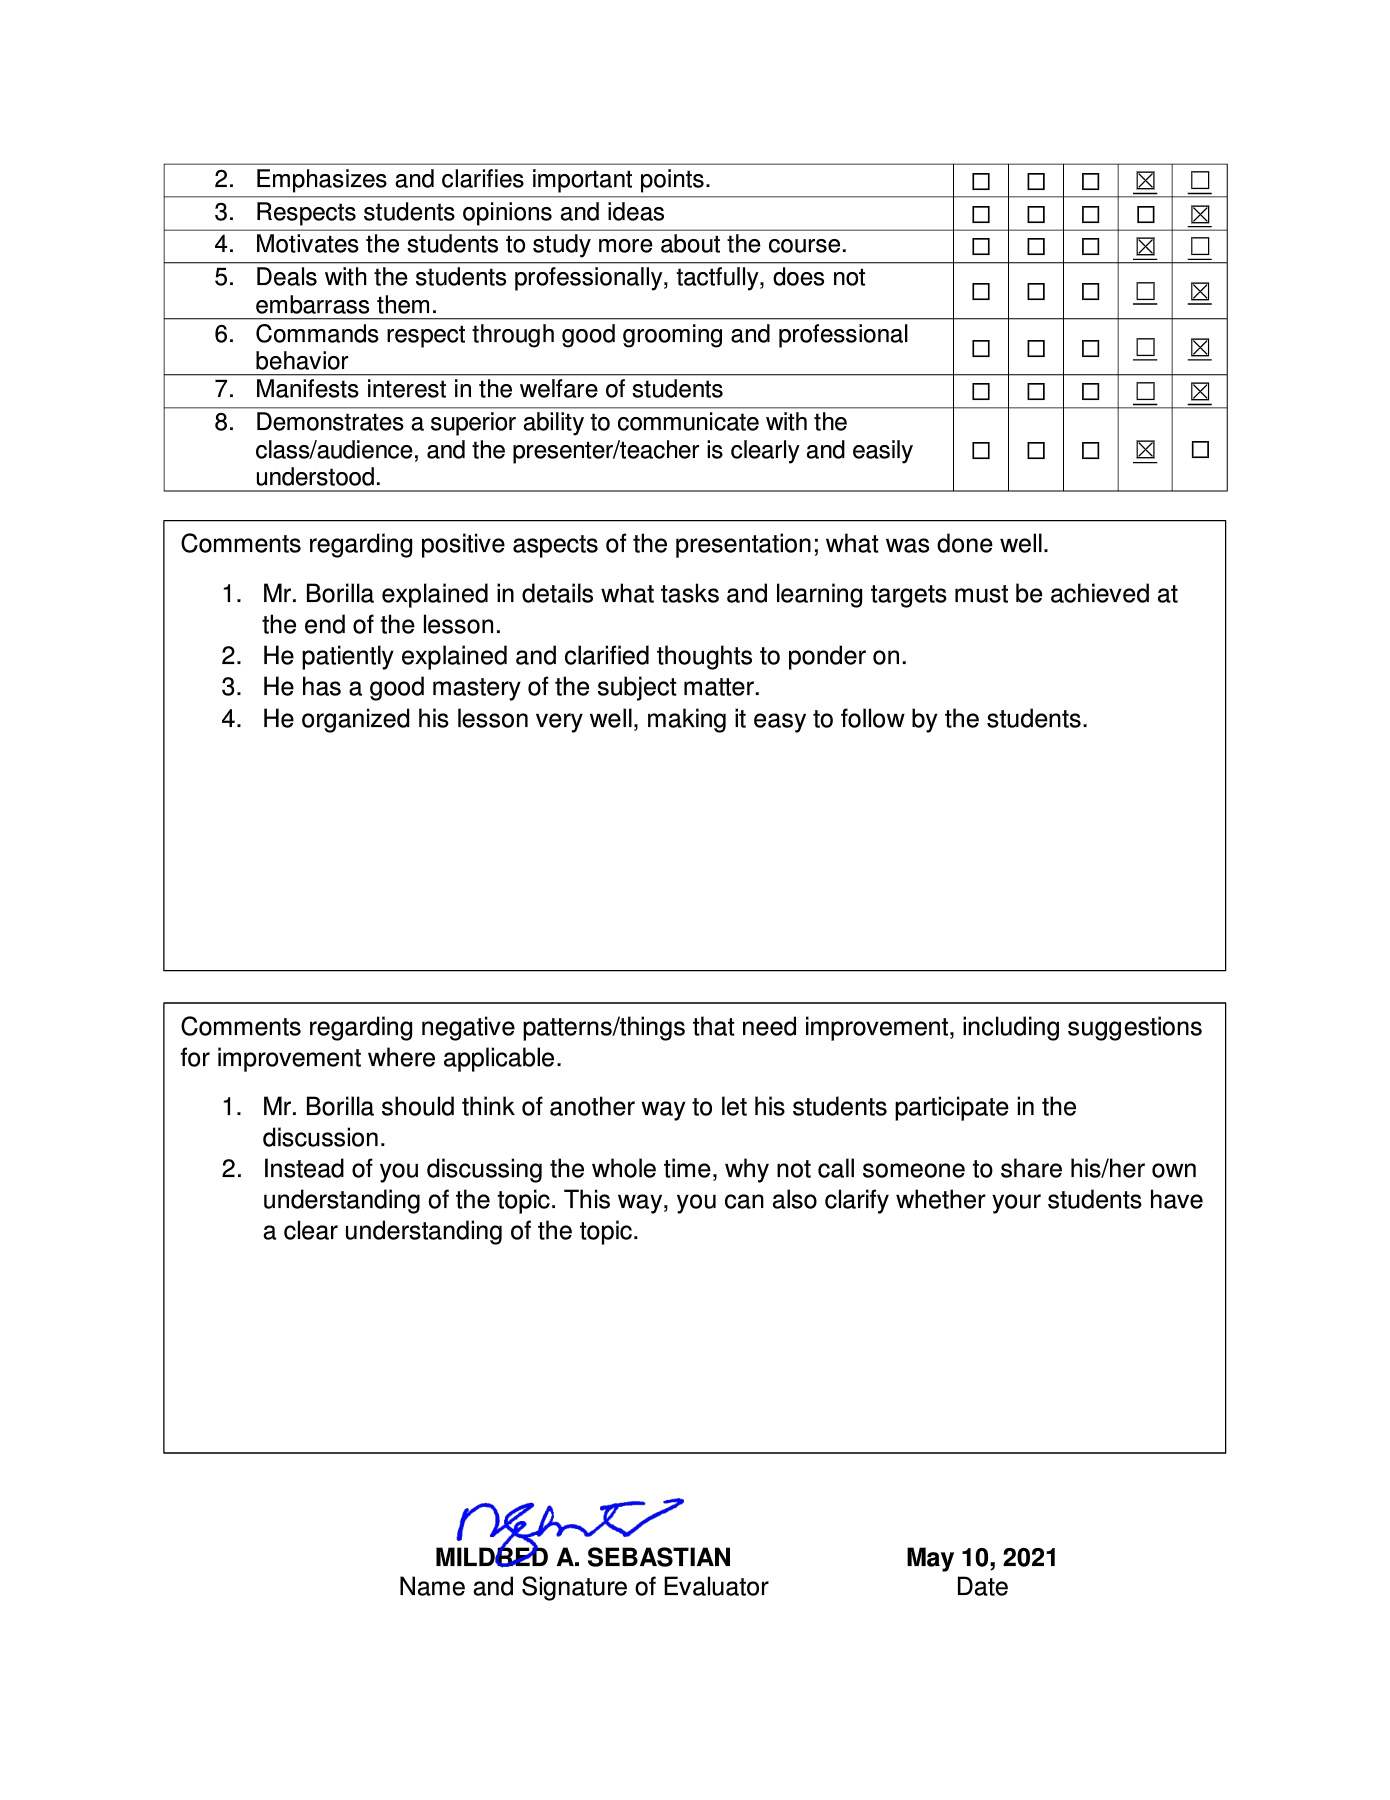 2. Emphasizes and clarifies important points. ☐ ☐ ☐ ☒ ☐
3. Respects students opinions and ideas ☐ ☐ ☐ ☐ ☒
4. Motivates the students to study more about the course. ☐ ☐ ☐ ☒ ☐
5. Deals with the students professionally, tactfully, does not
embarrass them. ☐ ☐ ☐ ☐ ☒
6. Commands respect through good grooming and professional
behavior ☐ ☐ ☐ ☐ ☒
7. Manifests interest in the welfare of students ☐ ☐ ☐ ☐ ☒
8. Demonstrates a superior ability to communicate with the
class/audience, and the presenter/teacher is clearly and easily ☐ ☐ ☐ ☒ ☐
understood.
Comments regarding positive aspects of the presentation; what was done well.
1. Mr. Borilla explained in details what tasks and learning targets must be achieved at
the end of the lesson.
2. He patiently explained and clarified thoughts to ponder on.
3. He has a good mastery of the subject matter.
4. He organized his lesson very well, making it easy to follow by the students.
Comments regarding negative patterns/things that need improvement, including suggestions
for improvement where applicable.
1. Mr. Borilla should think of another way to let his students participate in the
discussion.
2. Instead of you discussing the whole time, why not call someone to share his/her own
understanding of the topic. This way, you can also clarify whether your students have
a clear understanding of the topic.
MILDRED A. SEBASTIAN May 10, 2021
Name and Signature of Evaluator Date